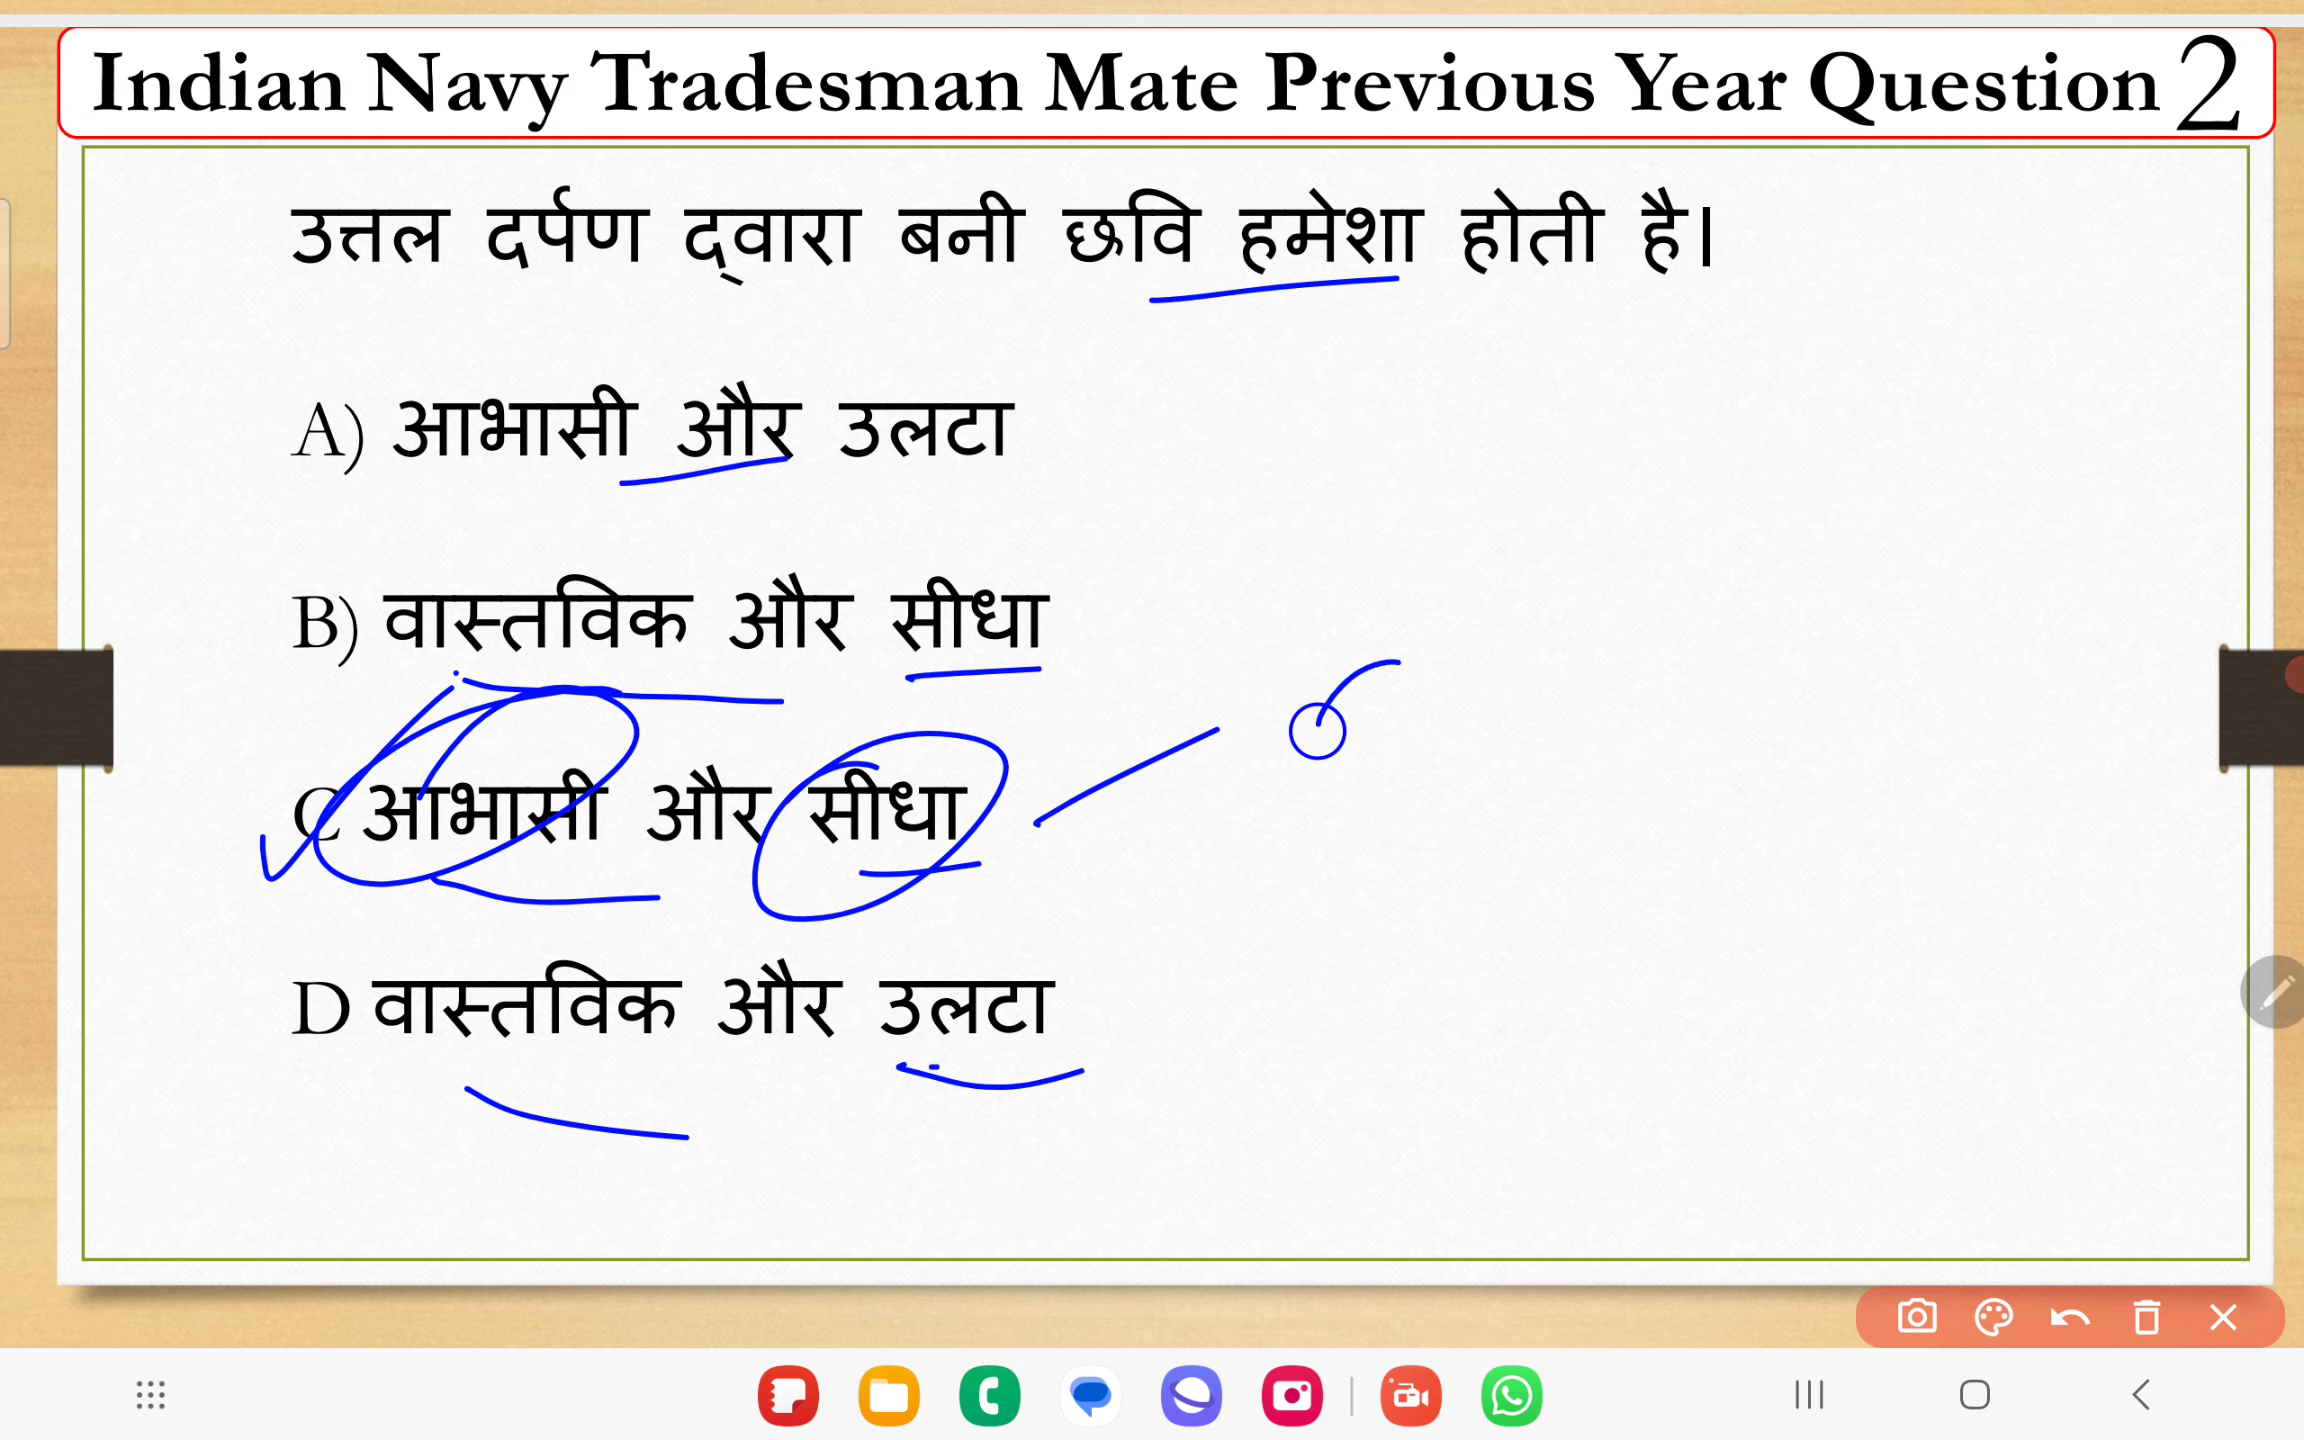 Indian Navy Tradesman Mate Previous Year Question 2
उत्तल दर्पण द्वारा बनी छवि हमेशा होती है।
A) आभासी और उलटा
B) वास्तविक और सीधा
C आभासी और सीधा
D वास्तविक और उलटा